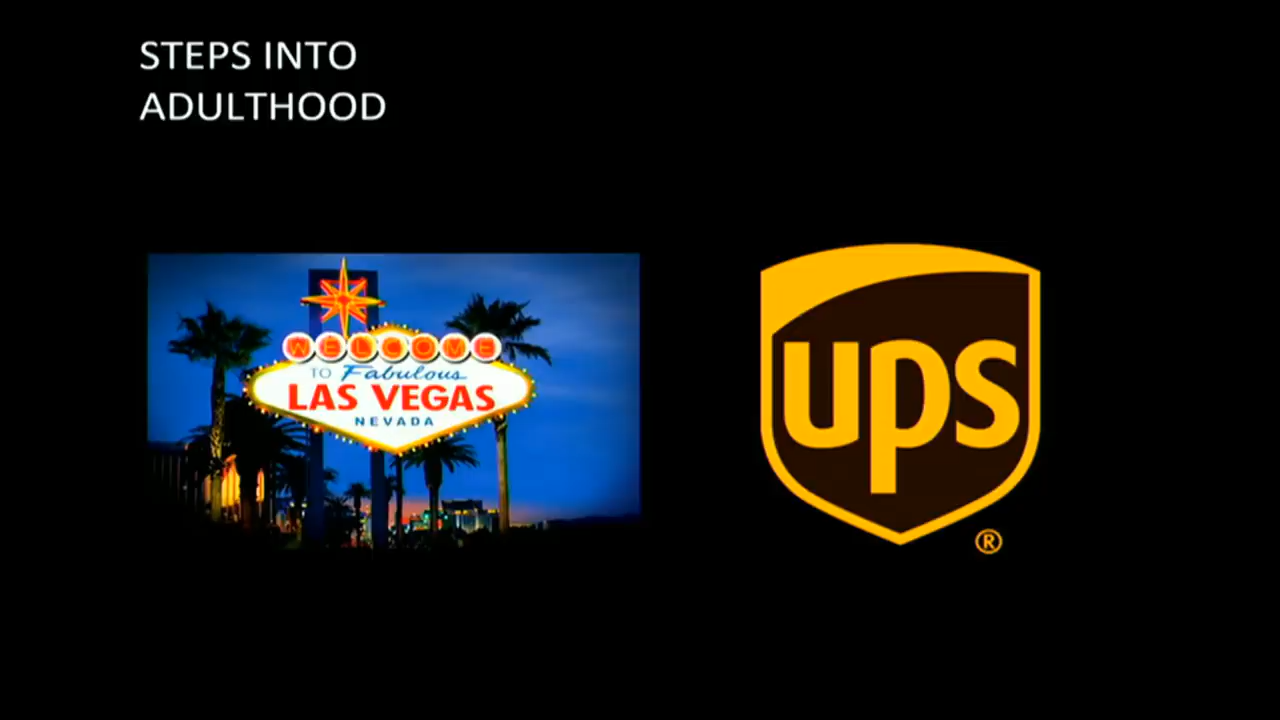 STEPS INTO
ADULTHOOD
WELCOME
TO Fabulous
LAS VEGAS
NEVADA
ups
®